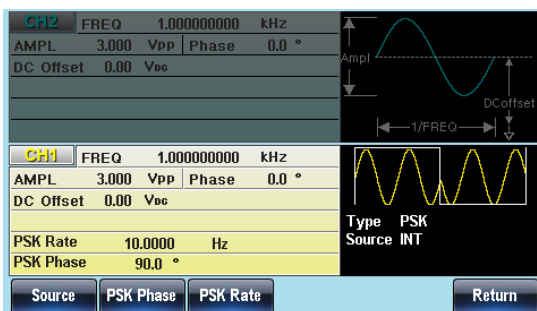 CH2 FREQ 1.000000000 kHz
AMPL 3.000 VPP Phase 0.0 °
DC Offset 0.00 VDC
Ampl
DCoffset
1/FREQ
CH1 FREQ 1.000000000 kHz
AMPL 3.000 VPP Phase 0.0 °
DC Offset 0.00 VDC
PSK Rate 10.0000 Hz
PSK Phase 90.0 °
Type PSK
Source INT
Source PSK Phase PSK Rate Return